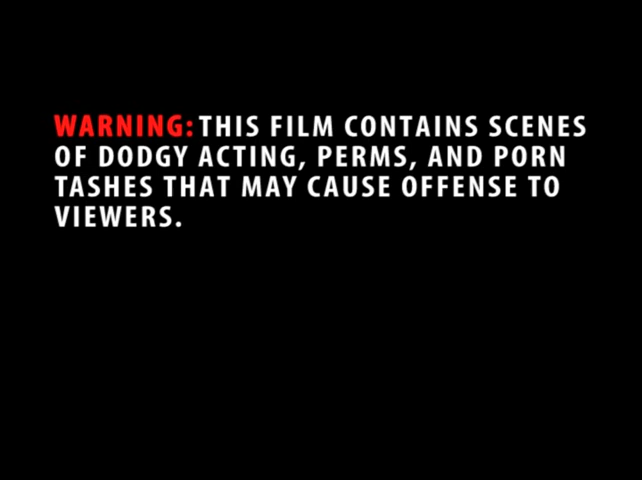 WARNING: THIS FILM CONTAINS SCENES
OF DODGY ACTING, PERMS, AND PORN
TASHES THAT MAY CAUSE OFFENSE TO
VIEWERS.